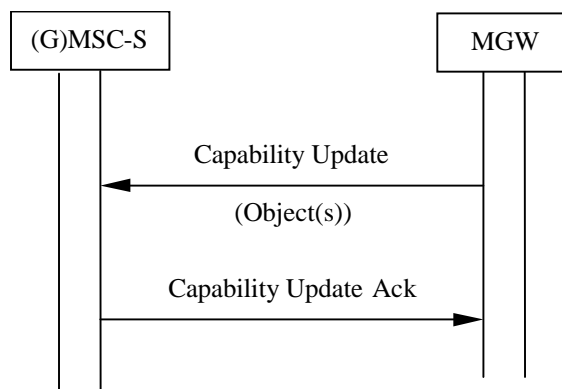 (G)MSC-S
MGW
Capability Update
(Object(s))
Capability Update Ack